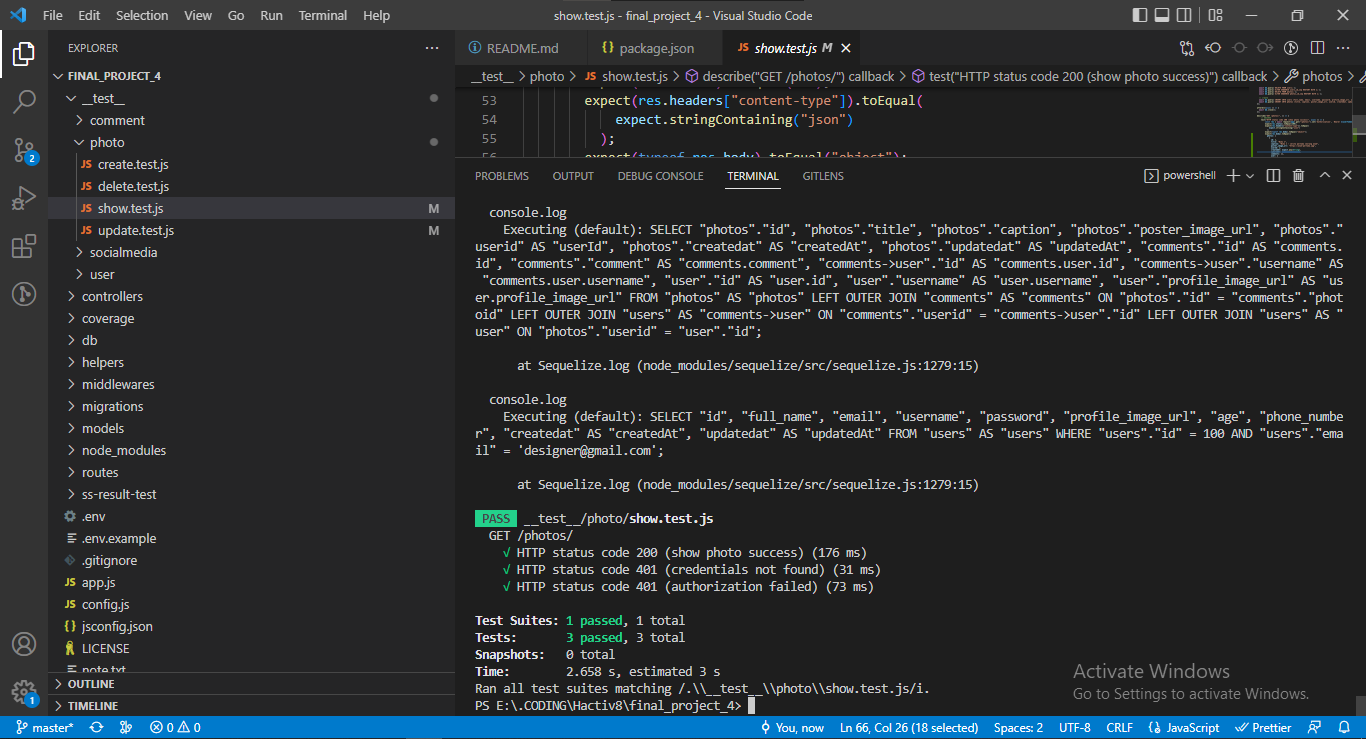 File Edit Selection View Go Run Terminal Help show.test.js - final_project_4 - Visual Studio Code
EXPLORER
FINAL_PROJECT_4
__test__
comment
photo
JS create.test.js
JS delete.test.js
JS show.test.js M
JS update.test.js M
socialmedia
user
controllers
coverage
db
helpers
middlewares
migrations
models
node_modules
routes
ss-result-test
.env
.env.example
.gitignore
JS app.js
JS config.js
{} jsconfig.json
LICENSE
note.txt
OUTLINE
TIMELINE
2
1
README.md {} package.json JS show.test.js M
__test__ > photo > JS show.test.js > describe("GET /photos/") callback > test("HTTP status code 200 (show photo success)") callback > photos >
53 expect(res.headers["content-type"]).toEqual(
54 expect.stringContaining("json")
55 );
56 expect(typeof res.body).toEqual("object");
PROBLEMS OUTPUT DEBUG CONSOLE TERMINAL GITLENS powershell
console.log
Executing (default): SELECT "photos"."id", "photos"."title", "photos"."caption", "photos"."poster_image_url", "photos"."
userid" AS "userId", "photos"."createdat" AS "createdAt", "photos"."updatedat" AS "updatedAt", "comments"."id" AS "comments.
id", "comments"."comment" AS "comments.comment", "comments->user"."id" AS "comments.user.id", "comments->user"."username" AS
"comments.user.username", "user"."id" AS "user.id", "user"."username" AS "user.username", "user"."profile_image_url" AS "us
er.profile_image_url" FROM "photos" AS "photos" LEFT OUTER JOIN "comments" AS "comments" ON "photos"."id" = "comments"."phot
oid" LEFT OUTER JOIN "users" AS "comments->user" ON "comments"."userid" = "comments->user"."id" LEFT OUTER JOIN "users" AS "
user" ON "photos"."userid" = "user"."id";
at Sequelize.log (node_modules/sequelize/src/sequelize.js:1279:15)
console.log
Executing (default): SELECT "id", "full_name", "email", "username", "password", "profile_image_url", "age", "phone_numbe
r", "createdat" AS "createdAt", "updatedat" AS "updatedAt" FROM "users" AS "users" WHERE "users"."id" = 100 AND "users"."ema
il" = 'designer@gmail.com';
at Sequelize.log (node_modules/sequelize/src/sequelize.js:1279:15)
PASS __test__/photo/show.test.js
GET /photos/
√ HTTP status code 200 (show photo success) (176 ms)
√ HTTP status code 401 (credentials not found) (31 ms)
√ HTTP status code 401 (authorization failed) (73 ms)
Test Suites: 1 passed, 1 total
Tests: 3 passed, 3 total
Snapshots: 0 total
Time: 2.658 s, estimated 3 s
Ran all test suites matching /.\\__test__\\photo\\show.test.js/i.
PS E:\.CODING\Hactiv8\final_project_4>
Activate Windows
Go to Settings to activate Windows.
master* 0 0 You, now Ln 66, Col 26 (18 selected) Spaces: 2 UTF-8 CRLF {} JavaScript Prettier